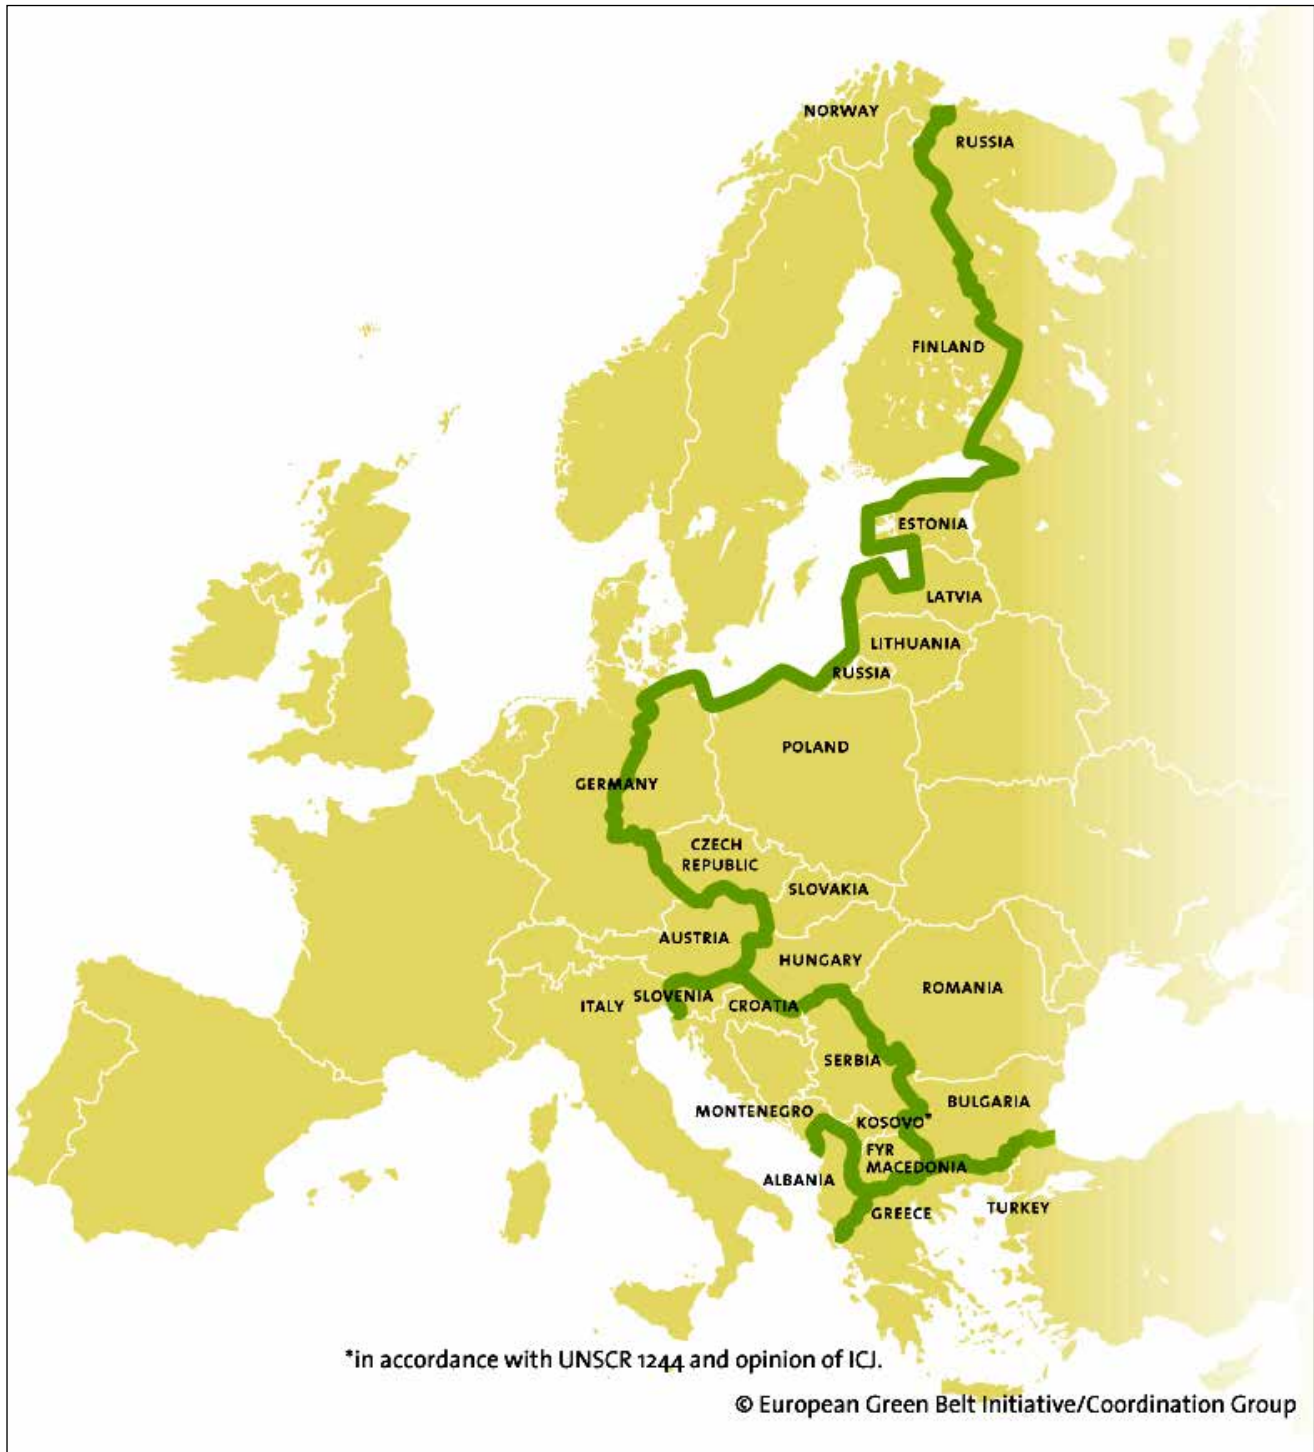 NORWAY
RUSSIA
FINLAND
ESTONIA
LATVIA
LITHUANIA
RUSSIA
POLAND
GERMANY
CZECH
REPUBLIC
SLOVAKIA
AUSTRIA
HUNGARY
ROMANIA
SLOVENIA
ITALY
CROATIA
SERBIA
BULGARIA
MONTENEGRO
KOSOVO*
FYR
MACEDONIA
ALBANIA
GREECE
TURKEY
*in accordance with UNSCR 1244 and opinion of ICJ.
© European Green Belt Initiative/Coordination Group